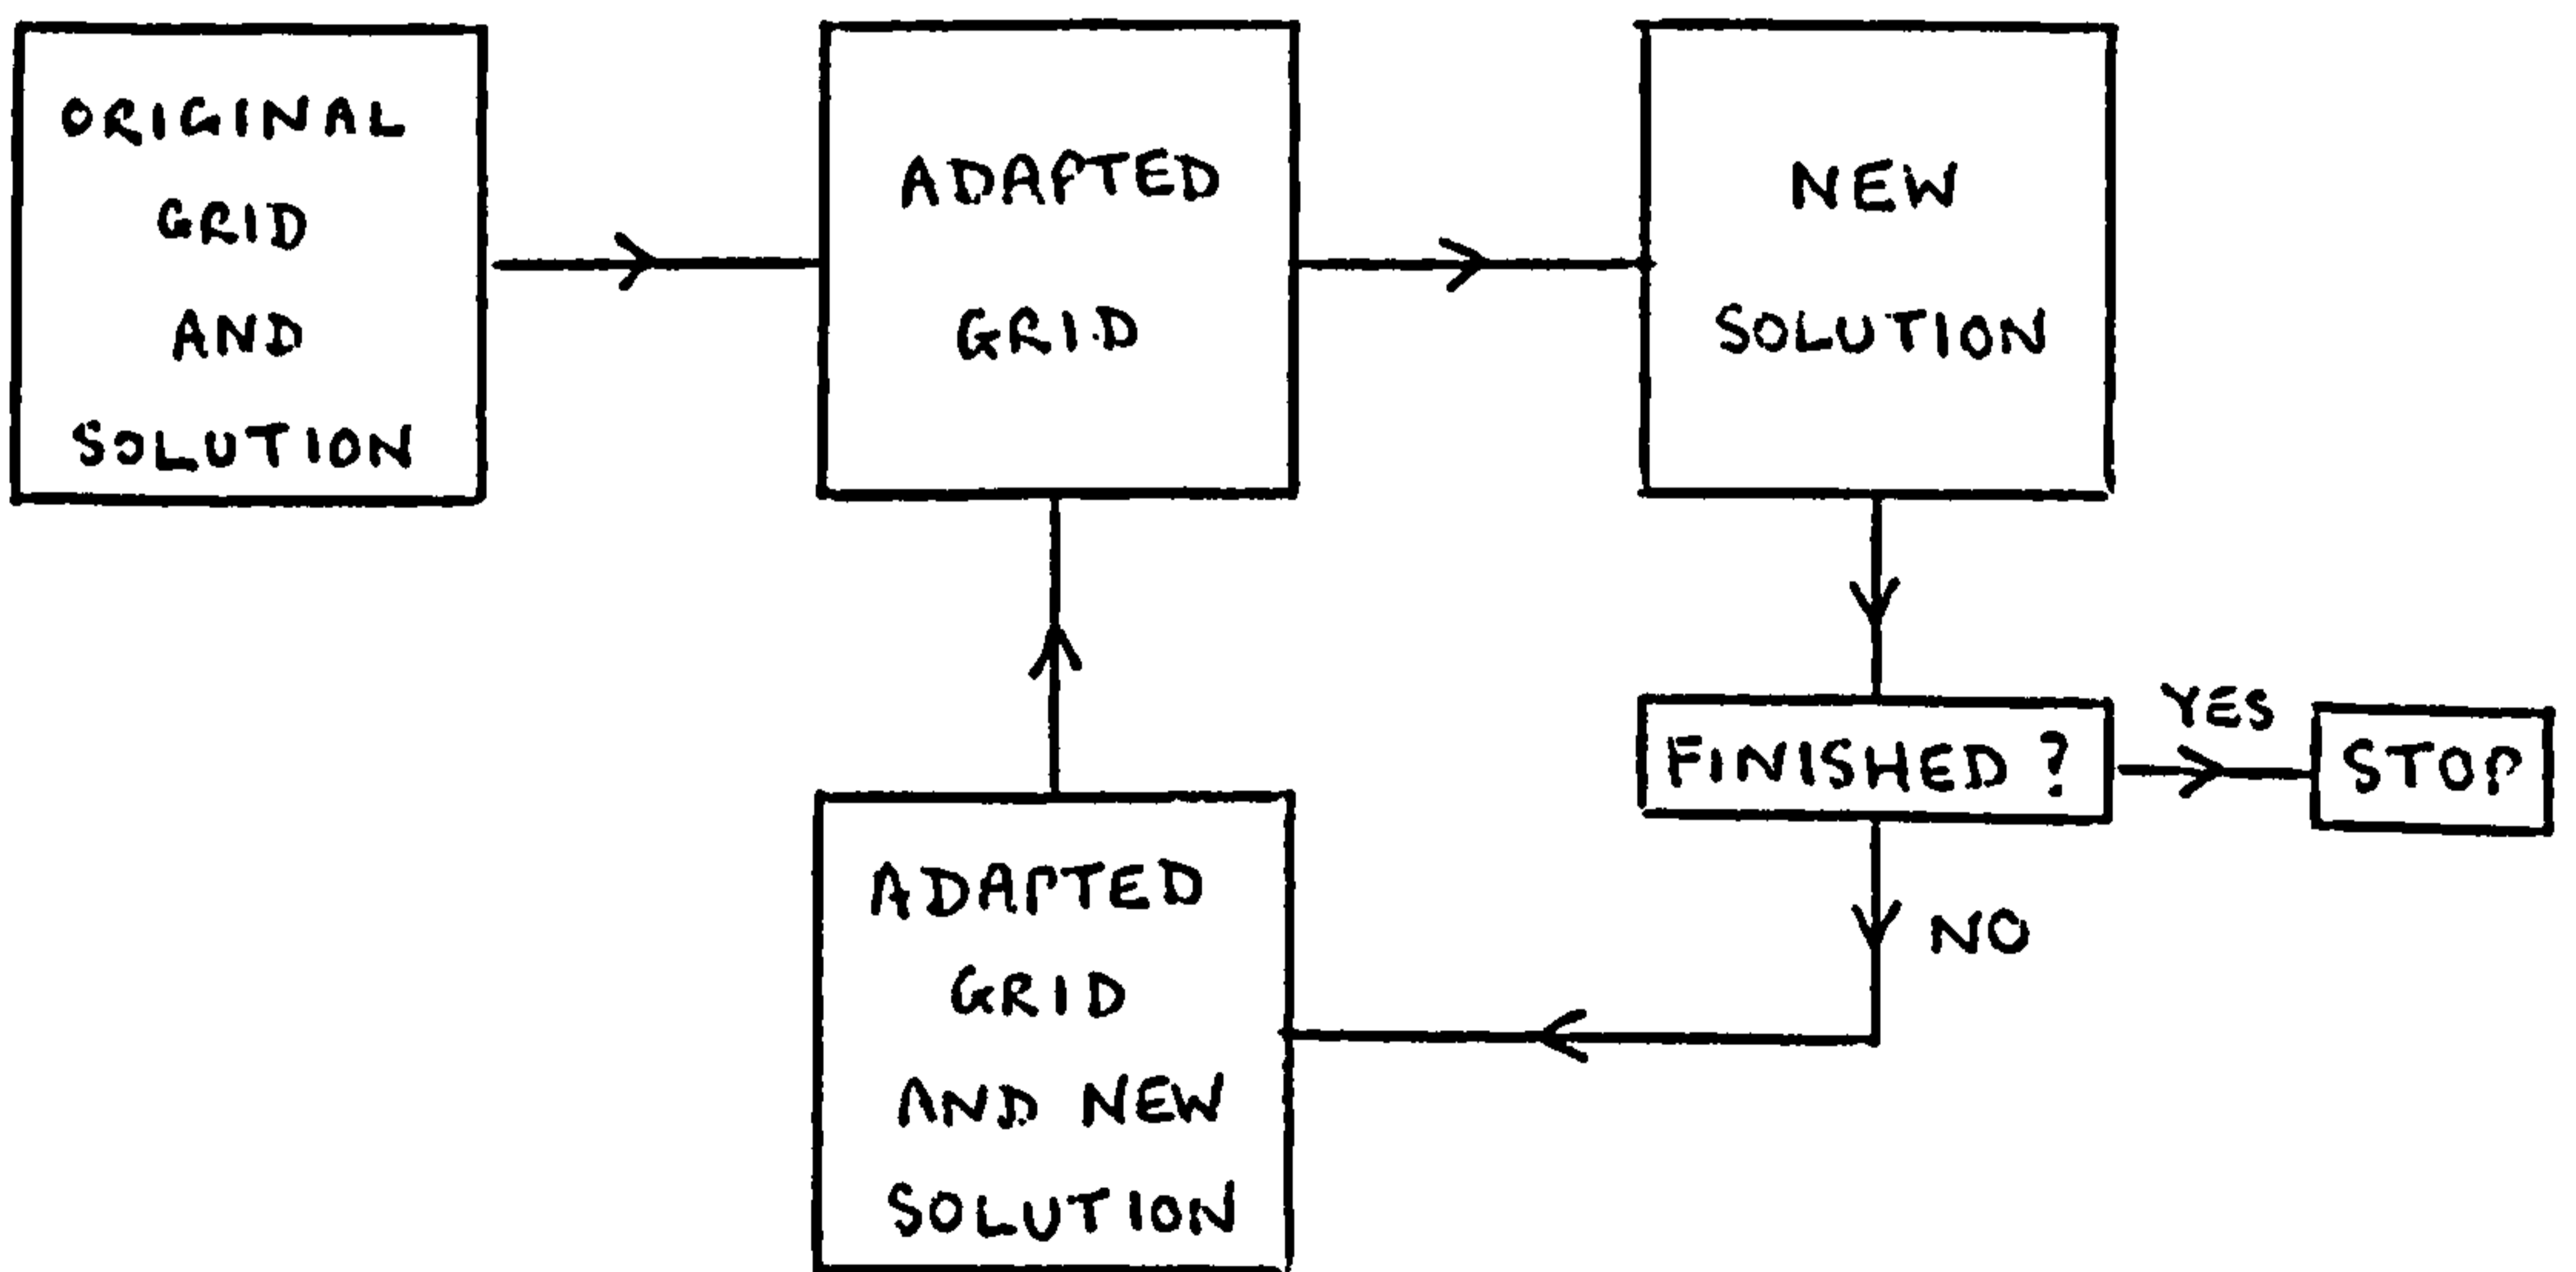 ORIGINAL
GRID
AND
SOLUTION
ADAPTED
GRID
NEW
SOLUTION
FINISHED ?
YES
STOP
NO
ADAPTED
GRID
AND NEW
SOLUTION